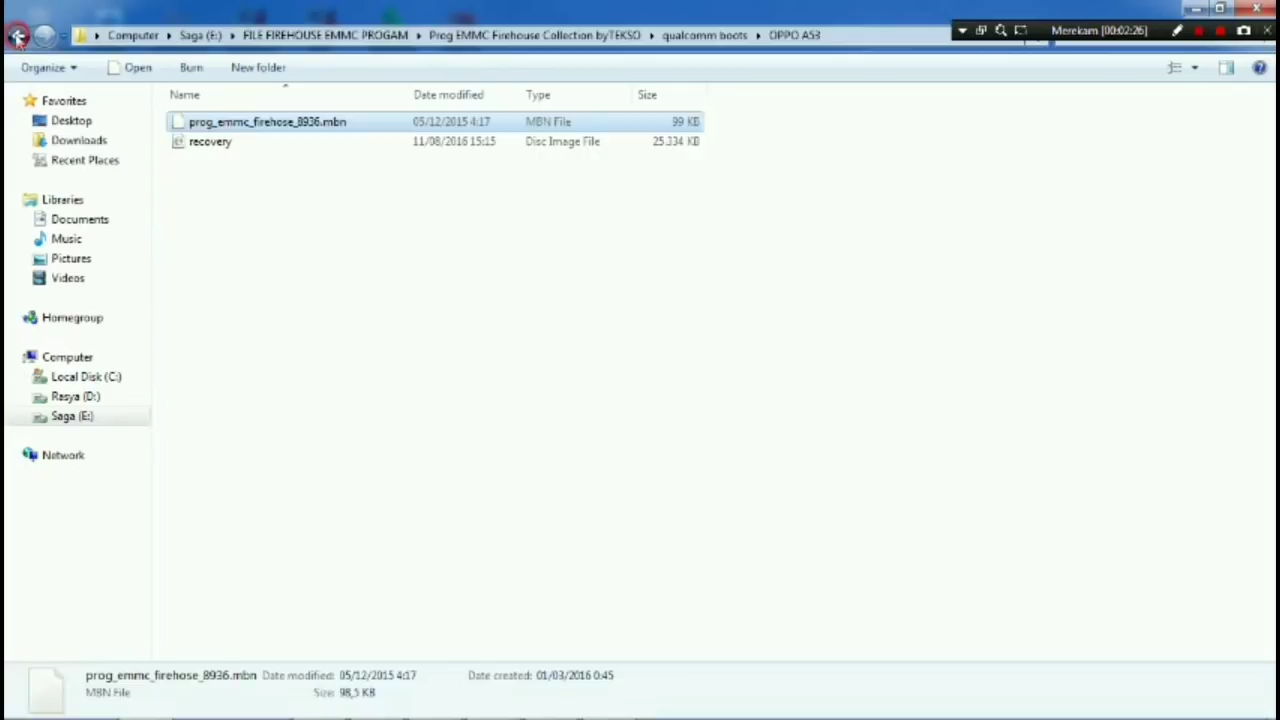 Computer ▸ Saga (E:) ▸ FILE FIREHOUSE EMMC PROGAM ▸ Prog EMMC Firehouse Collection byTEKSO ▸ qualcomm boots ▸ OPPO A53
Merekam [00:02:26]
Organize Open Burn New folder
Name Date modified Type Size
prog_emmc_firehose_8936.mbn 05/12/2015 4:17 MBN File 99 KB
recovery 11/08/2016 15:15 Disc Image File 25.334 KB
Favorites
Desktop
Downloads
Recent Places
Libraries
Documents
Music
Pictures
Videos
Homegroup
Computer
Local Disk (C:)
Rasya (D:)
Saga (E:)
Network
prog_emmc_firehose_8936.mbn Date modified: 05/12/2015 4:17 Date created: 01/03/2016 0:45
MBN File Size: 98,5 KB